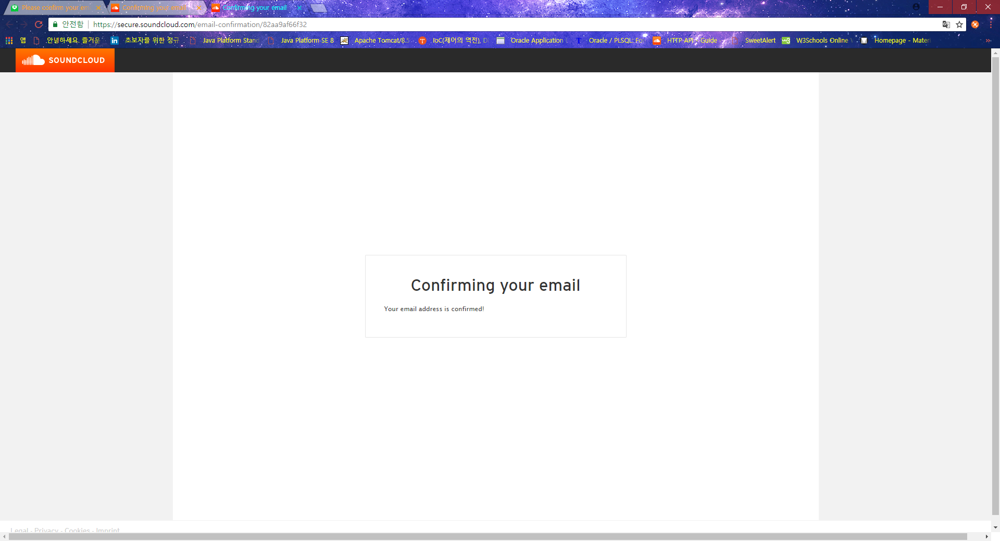 Please confirm your em
Confirming your email
Confirming your email
안전함 https://secure.soundcloud.com/email-confirmation/82aa9af66f32
앱 .안녕하세요. 즐거운 초보자를 위한 정규 Java Platform Stand Java Platform SE 8 Apache Tomcat/8.5 IoC(제어의 역전), D Oracle Application Oracle / PLSQL: HTTP API - Guide SweetAlert W3Schools Online Homepage - Materi
SOUNDCLOUD
Confirming your email
Your email address is confirmed!
Legal - Privacy - Cookies - Imprint